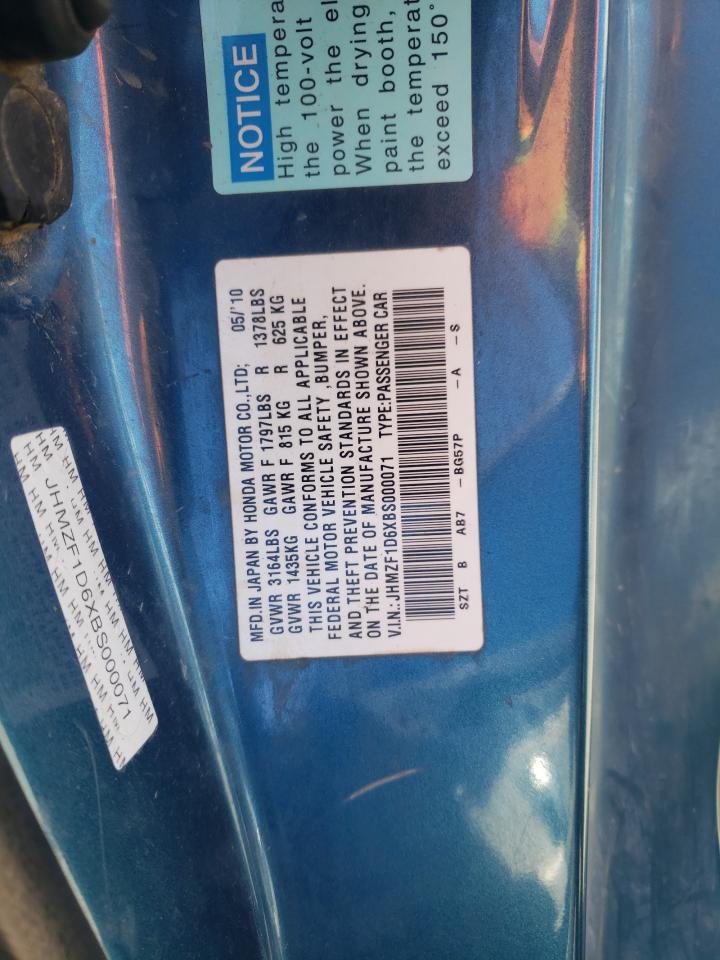 NOTICE
High tempera
the 100-volt
power the el
When drying
paint booth,
the temperat
exceed 150°
MFD.IN JAPAN BY HONDA MOTOR CO.,LTD; 05/'10
GVWR 3164LBS GAWR F 1797LBS R 1378LBS
GVWR 1435KG GAWR F 815 KG R 625 KG
THIS VEHICLE CONFORMS TO ALL APPLICABLE
FEDERAL MOTOR VEHICLE SAFETY ,BUMPER,
AND THEFT PREVENTION STANDARDS IN EFFECT
ON THE DATE OF MANUFACTURE SHOWN ABOVE.
V.I.N.:JHMZF1D6XBS000071 TYPE:PASSENGER CAR
SZT B AB7 -BG57P -A -S
JHMZF1D6XBS000071